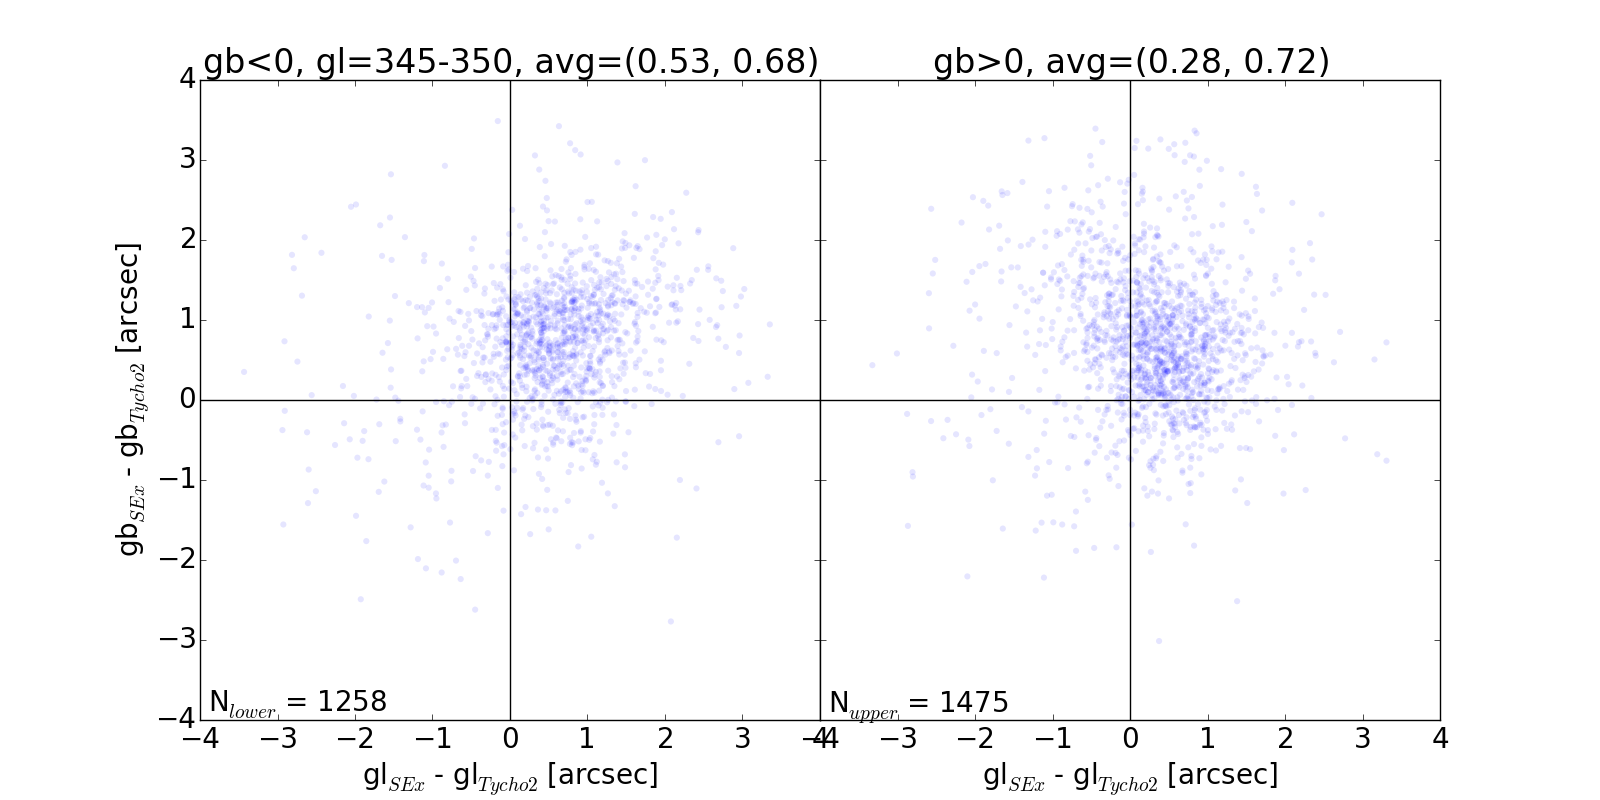 gb<0, gl=345-350, avg=(0.53, 0.68)
gb>0, avg=(0.28, 0.72)
4
3
2
1
0
−1
−2
−3
−4
gb_SEx - gb_Tycho2 [arcsec]
N_lower = 1258
N_upper = 1475
−4 −3 −2 −1 0 1 2 3 4
−4 −3 −2 −1 0 1 2 3 4
gl_SEx - gl_Tycho2 [arcsec]
gl_SEx - gl_Tycho2 [arcsec]